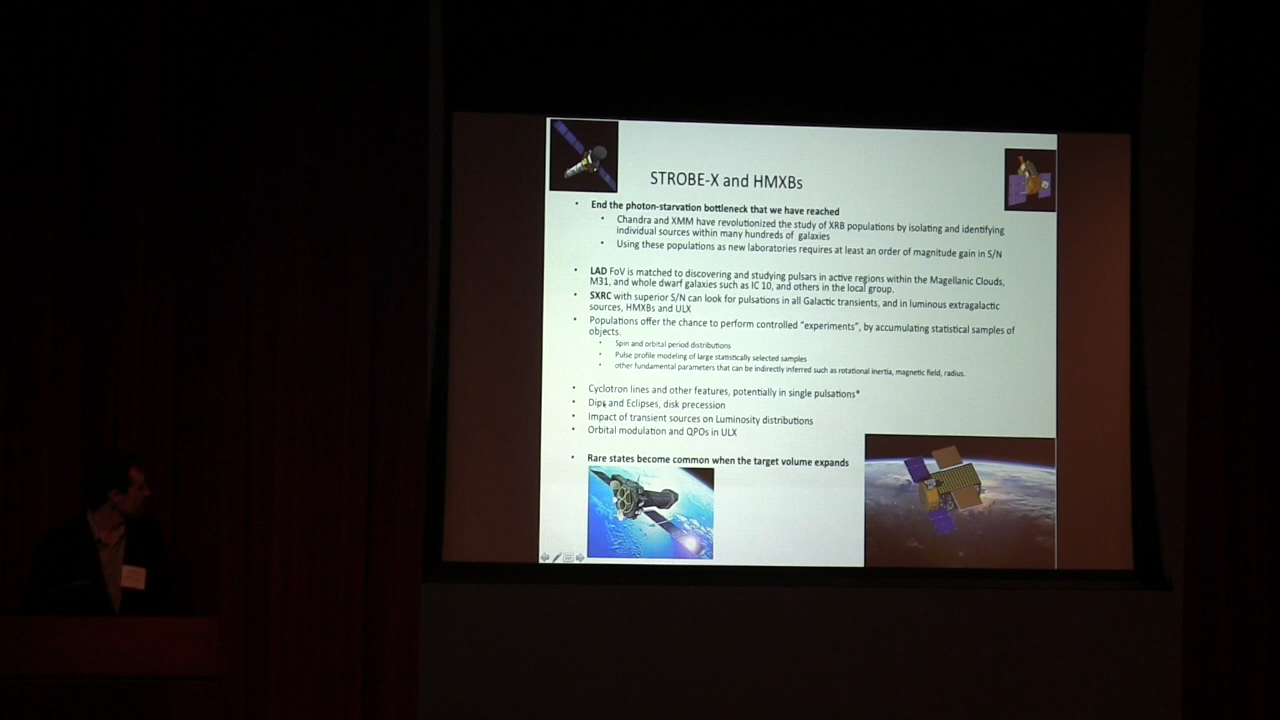 STROBE-X and HMXBs
• End the photon-starvation bottleneck that we have reached
• Chandra and XMM have revolutionized the study of XRB populations by isolating and identifying
individual sources within many hundreds of galaxies
• Using these populations as new laboratories requires at least an order of magnitude gain in S/N
• LAD FoV is matched to discovering and studying pulsars in active regions within the Magellanic Clouds,
M31, and whole dwarf galaxies such as IC 10, and others in the local group.
• SXRC with superior S/N can look for pulsations in all Galactic transients, and in luminous extragalactic
sources, HMXBs and ULX
• Populations offer the chance to perform controlled "experiments", by accumulating statistical samples of
objects.
• Spin and orbital period distributions
• Pulse profile modeling of large statistically selected samples
• other fundamental parameters that can be indirectly inferred such as rotational inertia, magnetic field, radius.
• Cyclotron lines and other features, potentially in single pulsations*
• Dips and Eclipses, disk precession
• Impact of transient sources on Luminosity distributions
• Orbital modulation and QPOs in ULX
• Rare states become common when the target volume expands